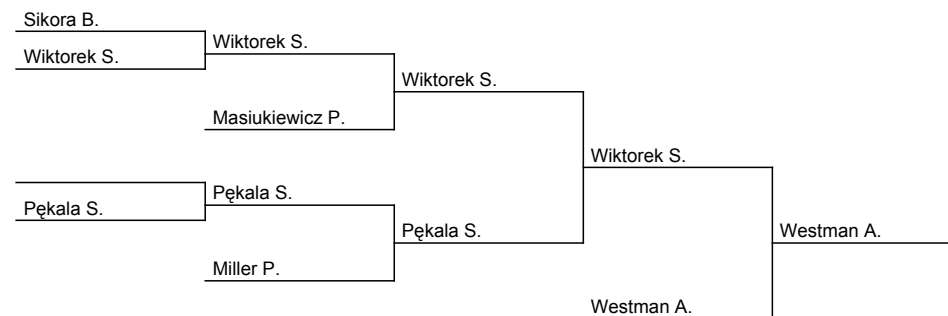 Sikora B.
Wiktorek S.
Wiktorek S.
Wiktorek S.
Masiukiewicz P.
Wiktorek S.
Pękala S.
Pękala S.
Pękala S.
Westman A.
Miller P.
Westman A.